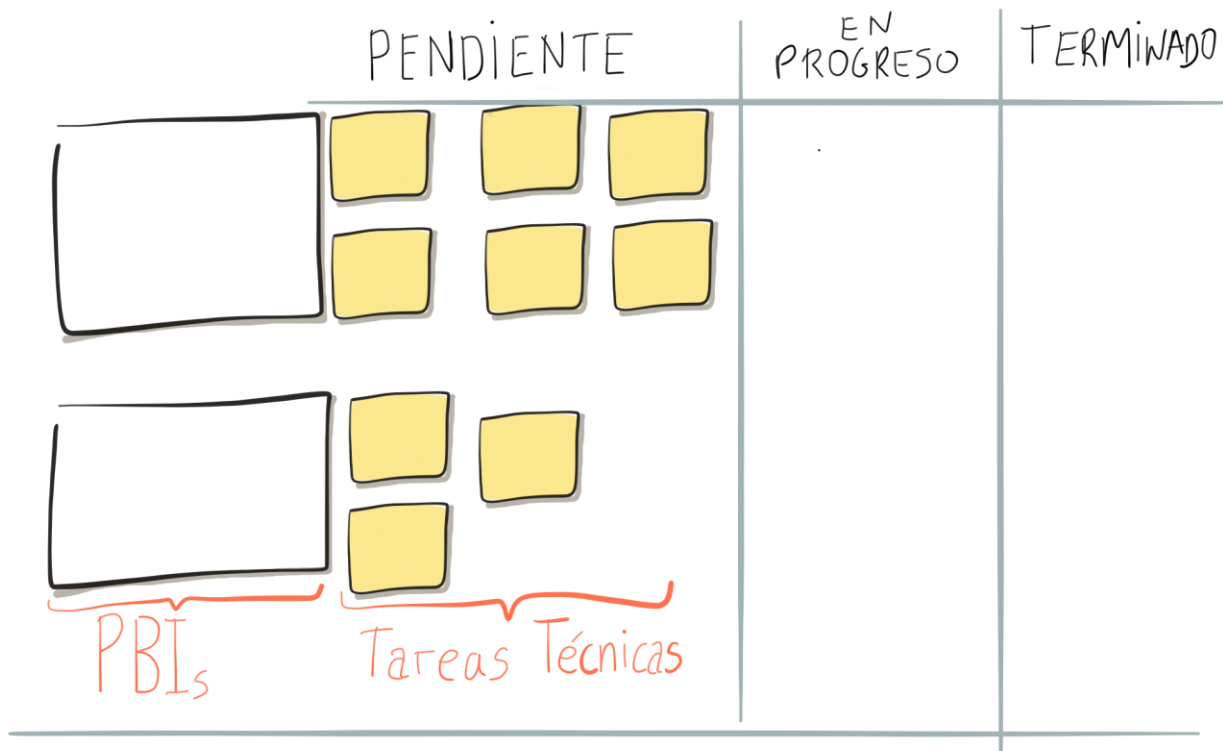 PENDIENTE
EN
PROGRESO
TERMINADO
PBIs
Tareas Técnicas